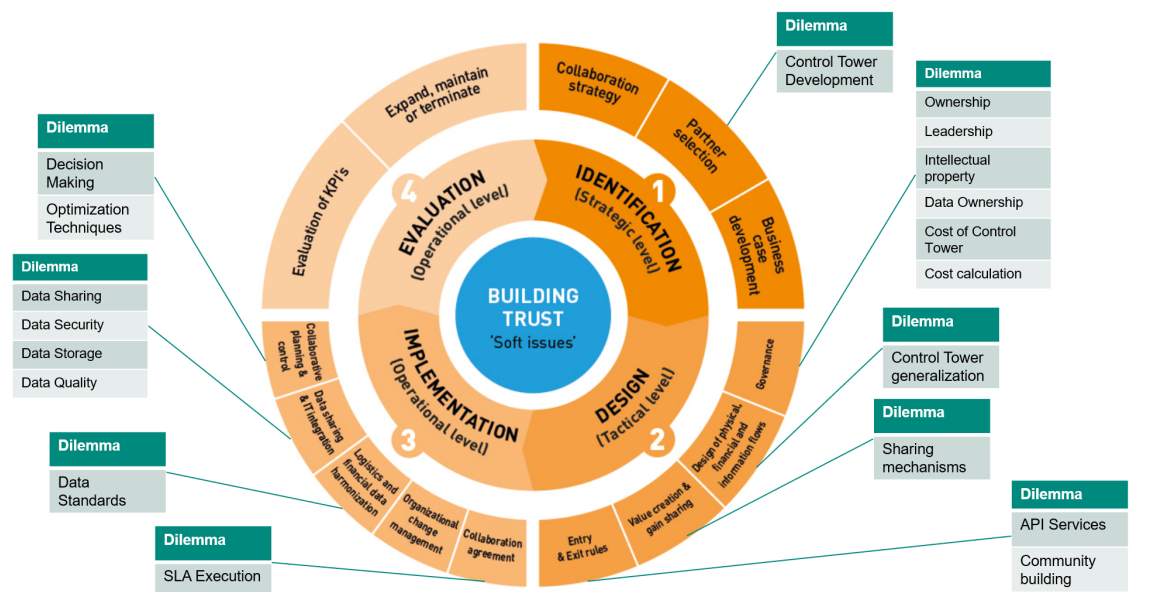 Dilemma
Control Tower
Development
Dilemma
Ownership
Leadership
Intellectual
property
Data Ownership
Cost of Control
Tower
Cost calculation
Dilemma
Control Tower
generalization
Dilemma
Sharing
mechanisms
Dilemma
API Services
Community
building
Dilemma
Decision
Making
Optimization
Techniques
Dilemma
Data Sharing
Data Security
Data Storage
Data Quality
Dilemma
Data
Standards
Dilemma
SLA Execution
BUILDING
TRUST
'Soft issues'
1
IDENTIFICATION
(Strategic level)
Collaboration
strategy
Partner
selection
Business
case
development
2
DESIGN
(Tactical level)
Governance
Design of physical,
financial and
information flows
Value creation &
gain sharing
Entry
& Exit rules
3
IMPLEMENTATION
(Operational level)
Collaboration
agreement
Organizational
change
management
Logistics and
financial data
harmonization
Data sharing
& IT integration
Collaborative
planning &
control
4
EVALUATION
(Operational level)
Evaluation of KPI's
Expand, maintain
or terminate